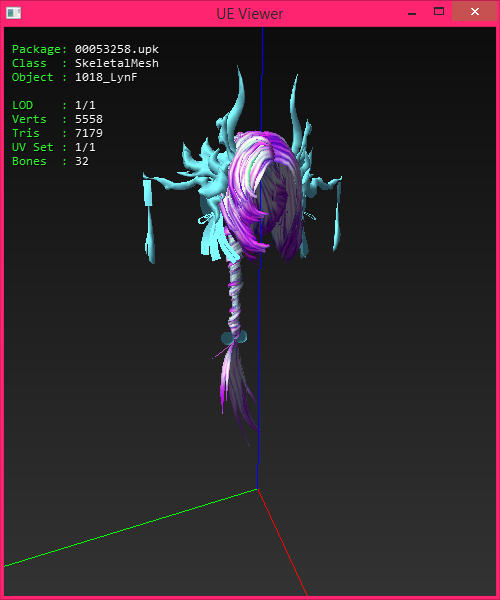 UE Viewer
Package: 00053258.upk
Class  : SkeletalMesh
Object : 1018_LynF
LOD    : 1/1
Verts  : 5558
Tris   : 7179
UV Set : 1/1
Bones  : 32